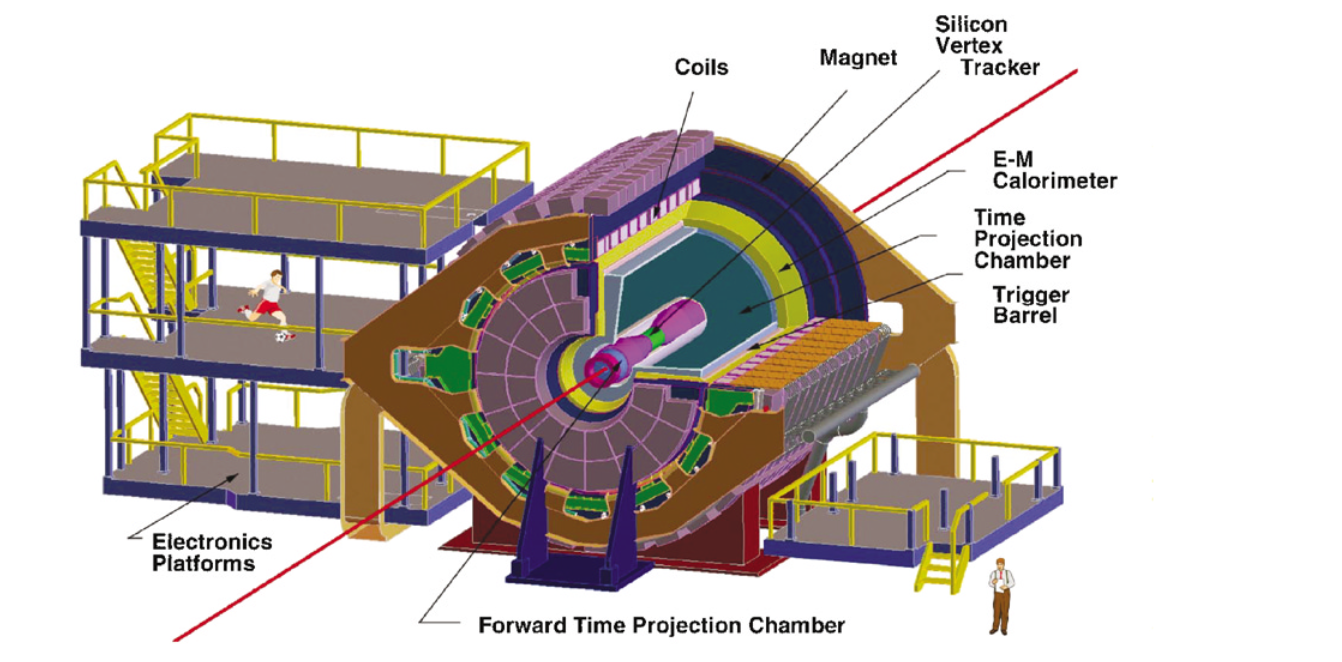 Silicon
Vertex
Tracker
Magnet
Coils
E-M
Calorimeter
Time
Projection
Chamber
Trigger
Barrel
Electronics
Platforms
Forward Time Projection Chamber